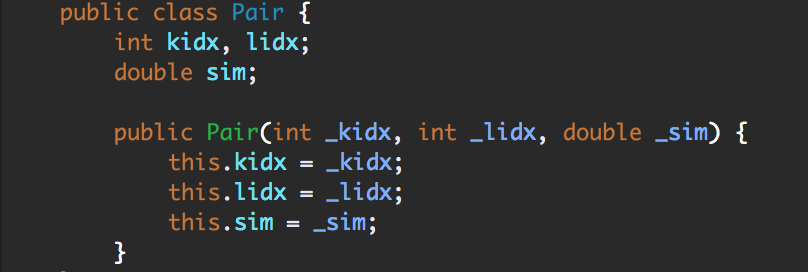 public class Pair {
    int kidx, lidx;
    double sim;

    public Pair(int _kidx, int _lidx, double _sim) {
        this.kidx = _kidx;
        this.lidx = _lidx;
        this.sim = _sim;
    }